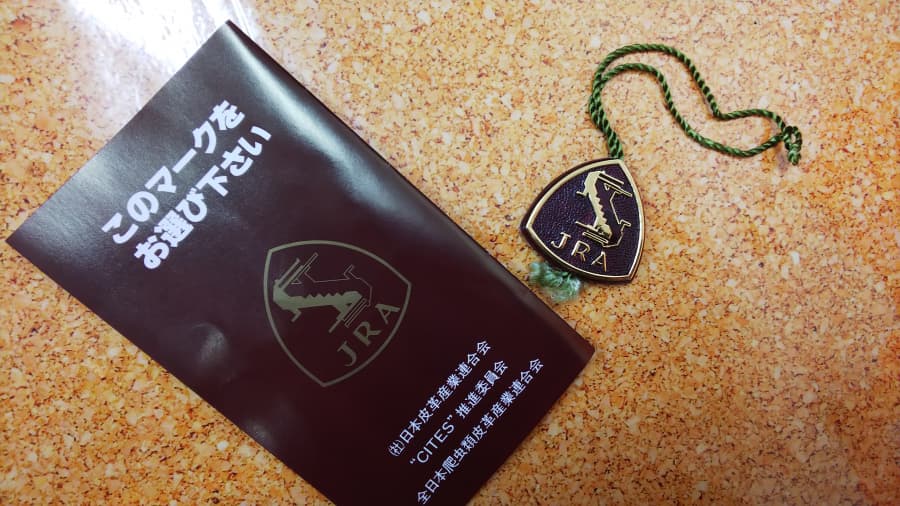 このマークを
お選び下さい
JRA
㈳日本皮革産業連合会
“CITES”推進委員会
全日本爬虫類皮革産業連合会
JRA